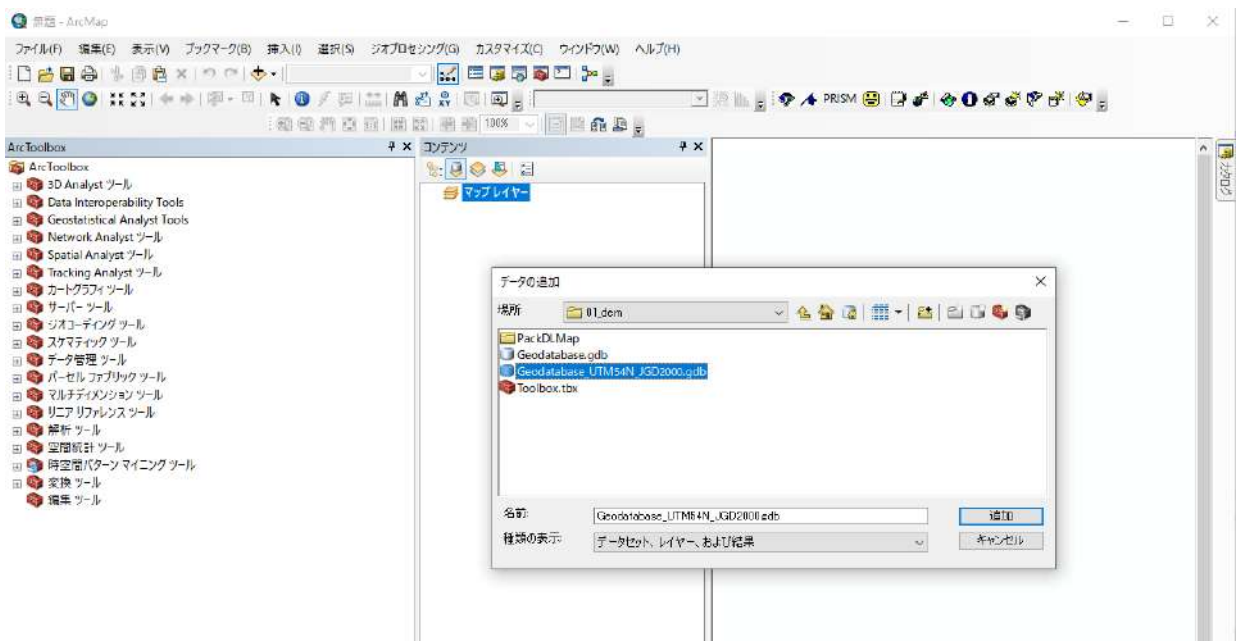 無題 - ArcMap
ファイル(F) 編集(E) 表示(V) ブックマーク(B) 挿入(I) 選択(S) ジオプロセシング(G) カスタマイズ(C) ウィンドウ(W) ヘルプ(H)
PRISM
100%
ArcToolbox
ArcToolbox
3D Analyst ツール
Data Interoperability Tools
Geostatistical Analyst Tools
Network Analyst ツール
Spatial Analyst ツール
Tracking Analyst ツール
カートグラフィ ツール
サーバー ツール
ジオコーディング ツール
スケマティック ツール
データ管理 ツール
パーセル ファブリック ツール
マルチディメンション ツール
リニア リファレンス ツール
解析 ツール
空間統計 ツール
時空間パターン マイニング ツール
変換 ツール
編集 ツール
コンテンツ
マップ レイヤー
カタログ
データの追加
場所
01_dem
PackDLMap
Geodatabase.gdb
Geodatabase_UTM54N_JGD2000.gdb
Toolbox.tbx
名前:
Geodatabase_UTM54N_JGD2000.gdb
追加
種類の表示:
データセット、レイヤー、および結果
キャンセル